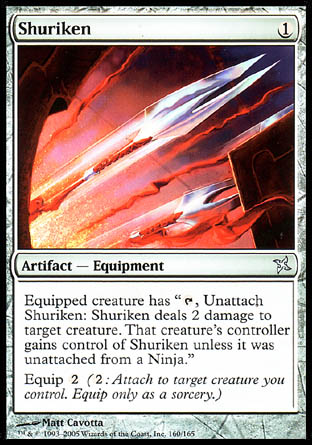 Shuriken 1
Artifact — Equipment
Equipped creature has “, Unattach
Shuriken: Shuriken deals 2 damage to
target creature. That creature’s controller
gains control of Shuriken unless it was
unattached from a Ninja.”
Equip 2 (2: Attach to target creature you
control. Equip only as a sorcery.)
Matt Cavotta
™ & © 1993–2005 Wizards of the Coast, Inc. 160/165